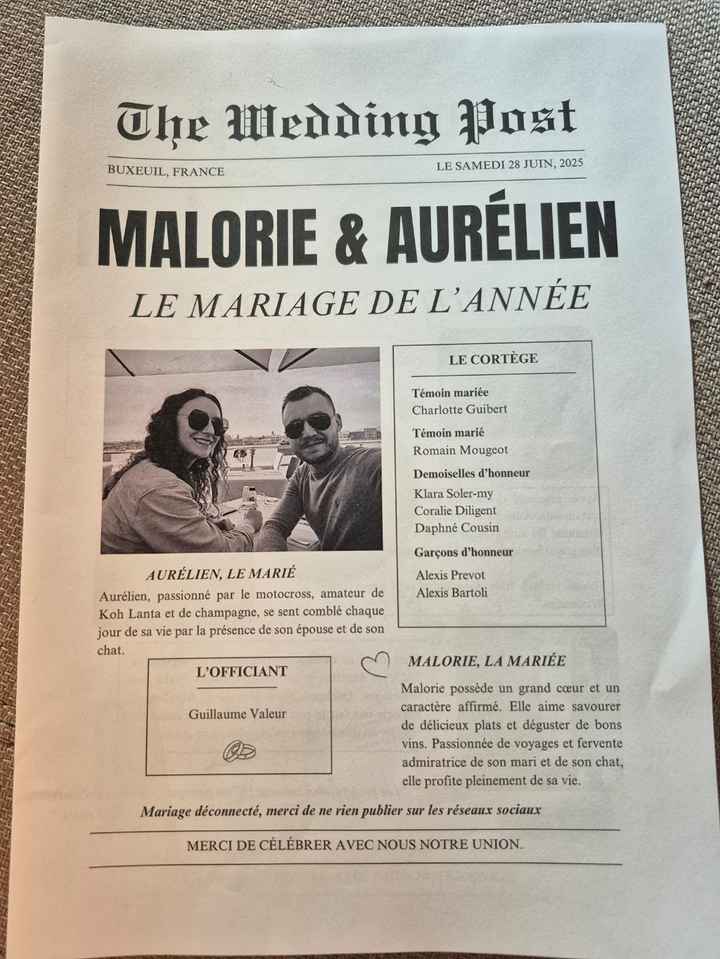 The Wedding Post
BUXEUIL, FRANCE
LE SAMEDI 28 JUIN, 2025
MALORIE & AURÉLIEN
LE MARIAGE DE L'ANNÉE
AURÉLIEN, LE MARIÉ
Aurélien, passionné par le motocross, amateur de
Koh Lanta et de champagne, se sent comblé chaque
jour de sa vie par la présence de son épouse et de son
chat.
LE CORTÈGE
Témoin mariée
Charlotte Guibert
Témoin marié
Romain Mougeot
Demoiselles d'honneur
Klara Soler-my
Coralie Diligent
Daphné Cousin
Garçons d'honneur
Alexis Prevot
Alexis Bartoli
L'OFFICIANT
Guillaume Valeur
MALORIE, LA MARIÉE
Malorie possède un grand cœur et un
caractère affirmé. Elle aime savourer
de délicieux plats et déguster de bons
vins. Passionnée de voyages et fervente
admiratrice de son mari et de son chat,
elle profite pleinement de sa vie.
Mariage déconnecté, merci de ne rien publier sur les réseaux sociaux
MERCI DE CÉLÉBRER AVEC NOUS NOTRE UNION.